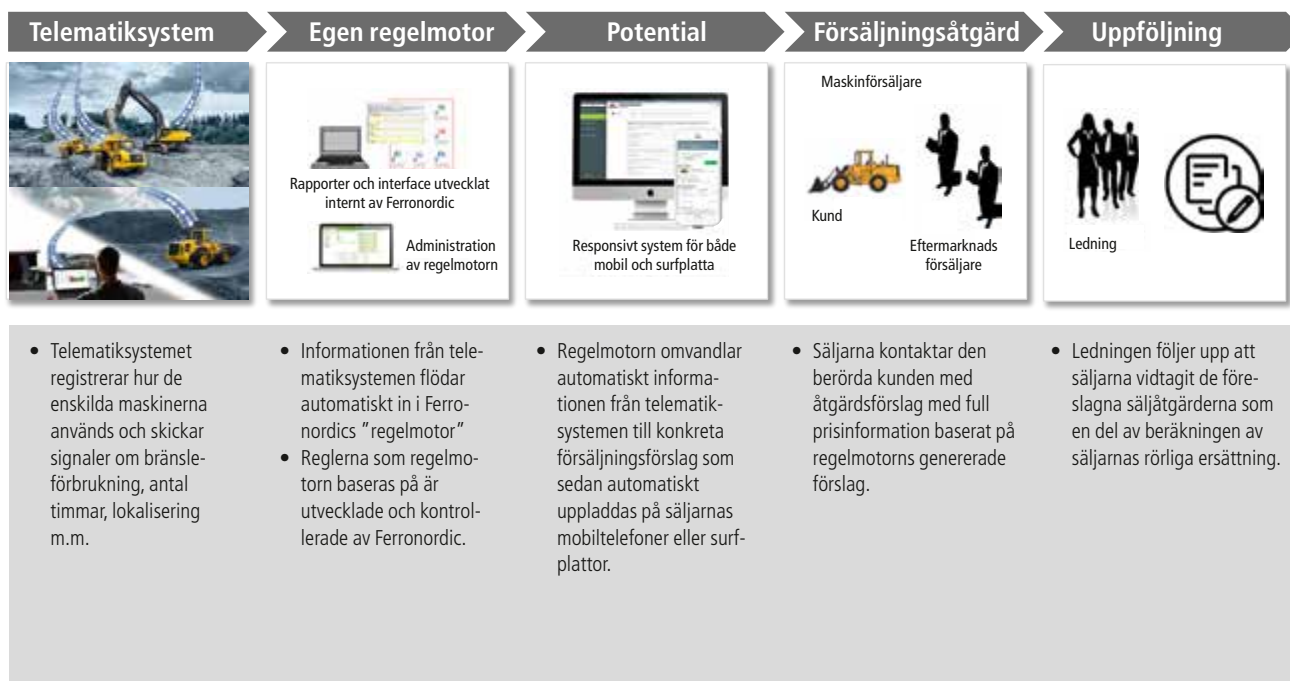 Telematiksystem
Egen regelmotor
Potential
Försäljningsåtgärd
Uppföljning
Rapporter och interface utvecklat
internt av Ferronordic
Administration
av regelmotorn
Responsivt system för både
mobil och surfplatta
Maskinförsäljare
Kund
Eftermarknads
försäljare
Ledning
• Telematiksystemet
registrerar hur de
enskilda maskinerna
används och skickar
signaler om bränsle-
förbrukning, antal
timmar, lokalisering
m.m.
• Informationen från tele-
matiksystemen flödar
automatiskt in i Ferro-
nordics ”regelmotor”
• Reglerna som regelmo-
torn baseras på är
utvecklade och kontrol-
lerade av Ferronordic.
• Regelmotorn omvandlar
automatiskt informa-
tionen från telematik-
systemen till konkreta
försäljningsförslag som
sedan automatiskt
uppladdas på säljarnas
mobiltelefoner eller surf-
plattor.
• Säljarna kontaktar den
berörda kunden med
åtgärdsförslag med full
prisinformation baserat på
regelmotorns genererade
förslag.
• Ledningen följer upp att
säljarna vidtagit de före-
slagna säljåtgärderna som
en del av beräkningen av
säljarnas rörliga ersättning.